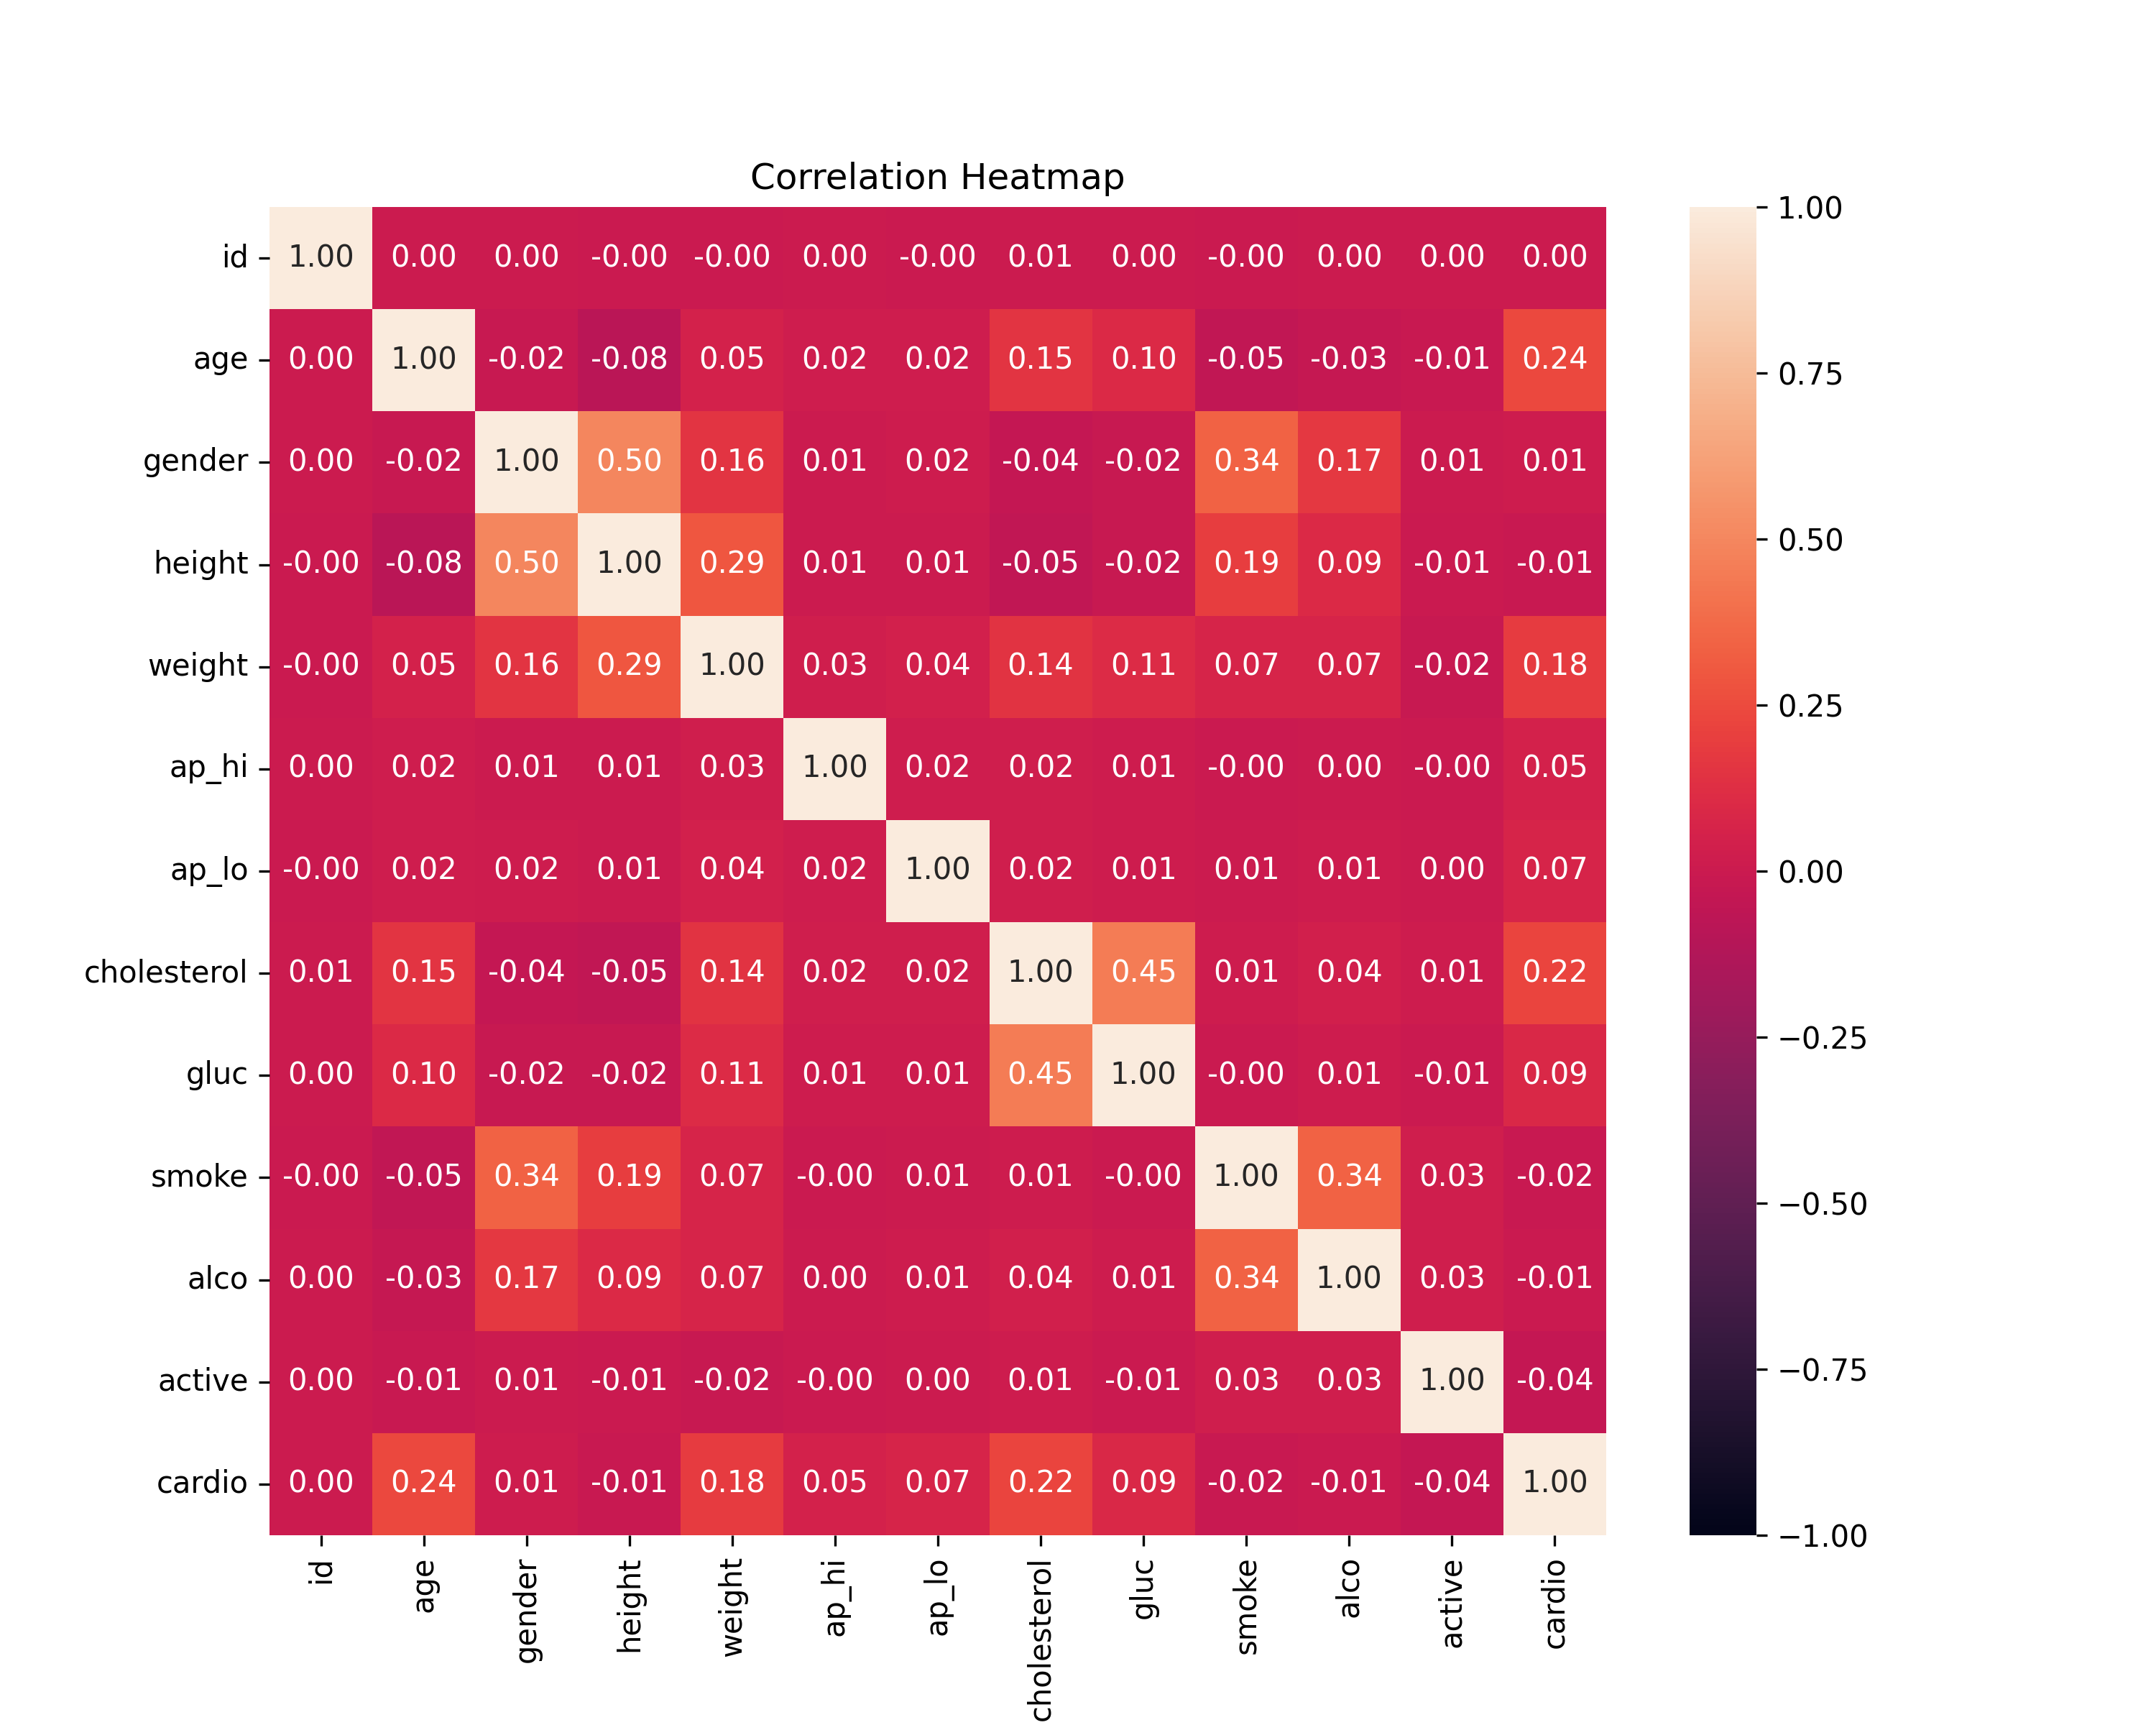 Correlation Heatmap
id 1.00 0.00 0.00 -0.00 -0.00 0.00 -0.00 0.01 0.00 -0.00 0.00 0.00 0.00
age 0.00 1.00 -0.02 -0.08 0.05 0.02 0.02 0.15 0.10 -0.05 -0.03 -0.01 0.24
gender 0.00 -0.02 1.00 0.50 0.16 0.01 0.02 -0.04 -0.02 0.34 0.17 0.01 0.01
height -0.00 -0.08 0.50 1.00 0.29 0.01 0.01 -0.05 -0.02 0.19 0.09 -0.01 -0.01
weight -0.00 0.05 0.16 0.29 1.00 0.03 0.04 0.14 0.11 0.07 0.07 -0.02 0.18
ap_hi 0.00 0.02 0.01 0.01 0.03 1.00 0.02 0.02 0.01 -0.00 0.00 -0.00 0.05
ap_lo -0.00 0.02 0.02 0.01 0.04 0.02 1.00 0.02 0.01 0.01 0.01 0.00 0.07
cholesterol 0.01 0.15 -0.04 -0.05 0.14 0.02 0.02 1.00 0.45 0.01 0.04 0.01 0.22
gluc 0.00 0.10 -0.02 -0.02 0.11 0.01 0.01 0.45 1.00 -0.00 0.01 -0.01 0.09
smoke -0.00 -0.05 0.34 0.19 0.07 -0.00 0.01 0.01 -0.00 1.00 0.34 0.03 -0.02
alco 0.00 -0.03 0.17 0.09 0.07 0.00 0.01 0.04 0.01 0.34 1.00 0.03 -0.01
active 0.00 -0.01 0.01 -0.01 -0.02 -0.00 0.00 0.01 -0.01 0.03 0.03 1.00 -0.04
cardio 0.00 0.24 0.01 -0.01 0.18 0.05 0.07 0.22 0.09 -0.02 -0.01 -0.04 1.00
id age gender height weight ap_hi ap_lo cholesterol gluc smoke alco active cardio
1.00
0.75
0.50
0.25
0.00
−0.25
−0.50
−0.75
−1.00